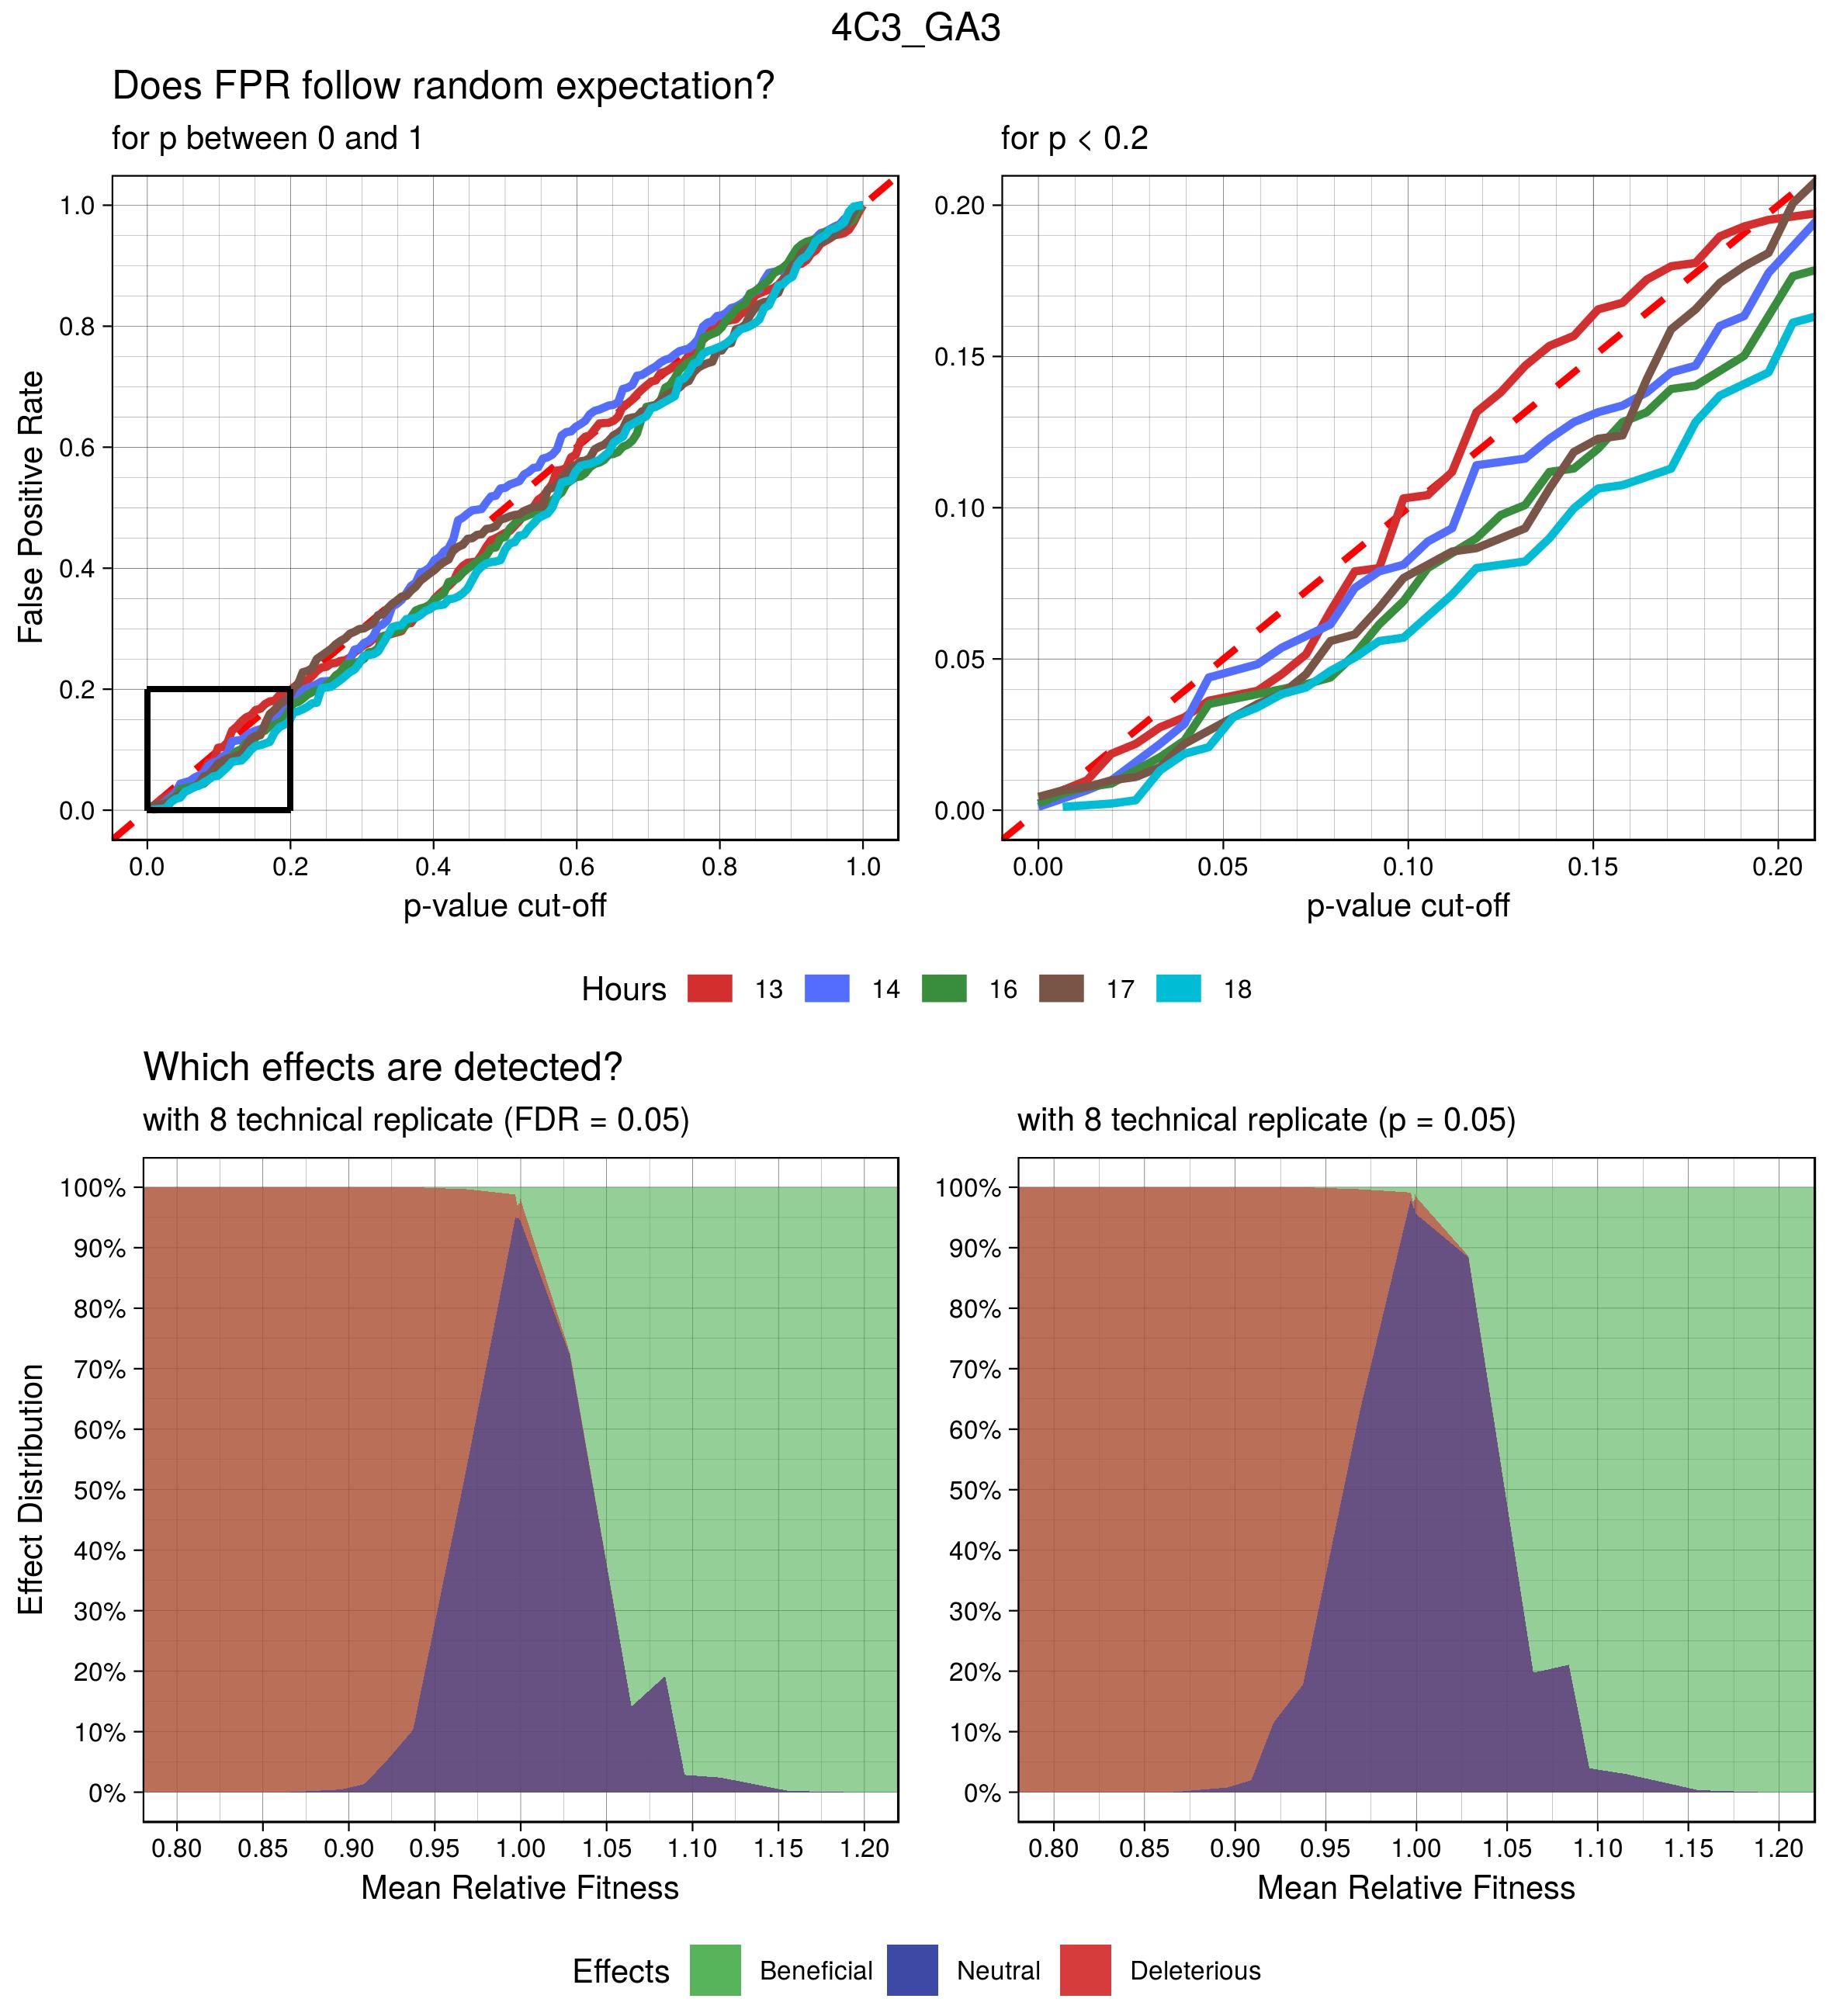 4C3_GA3
Does FPR follow random expectation?
for p between 0 and 1
for p < 0.2
False Positive Rate
1.0
0.8
0.6
0.4
0.2
0.0
0.0 0.2 0.4 0.6 0.8 1.0
p-value cut-off
0.20
0.15
0.10
0.05
0.00
0.00 0.05 0.10 0.15 0.20
p-value cut-off
Hours 13 14 16 17 18
Which effects are detected?
with 8 technical replicate (FDR = 0.05)
with 8 technical replicate (p = 0.05)
Effect Distribution
100%
90%
80%
70%
60%
50%
40%
30%
20%
10%
0%
0.80 0.85 0.90 0.95 1.00 1.05 1.10 1.15 1.20
Mean Relative Fitness
100%
90%
80%
70%
60%
50%
40%
30%
20%
10%
0%
0.80 0.85 0.90 0.95 1.00 1.05 1.10 1.15 1.20
Mean Relative Fitness
Effects Beneficial Neutral Deleterious